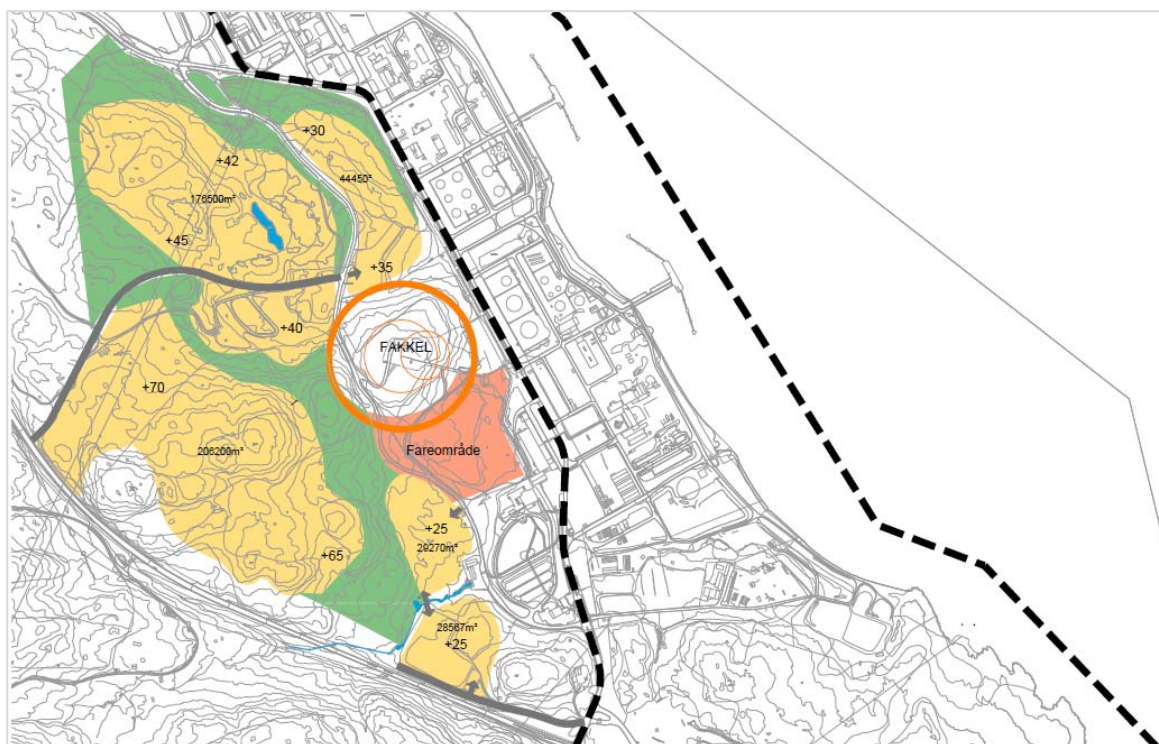 +30
+42
44450²
176500m²
+45
+35
FAKKEL
+40
+70
Fareområde
206200m²
+25
29270m²
+65
28567m²
+25